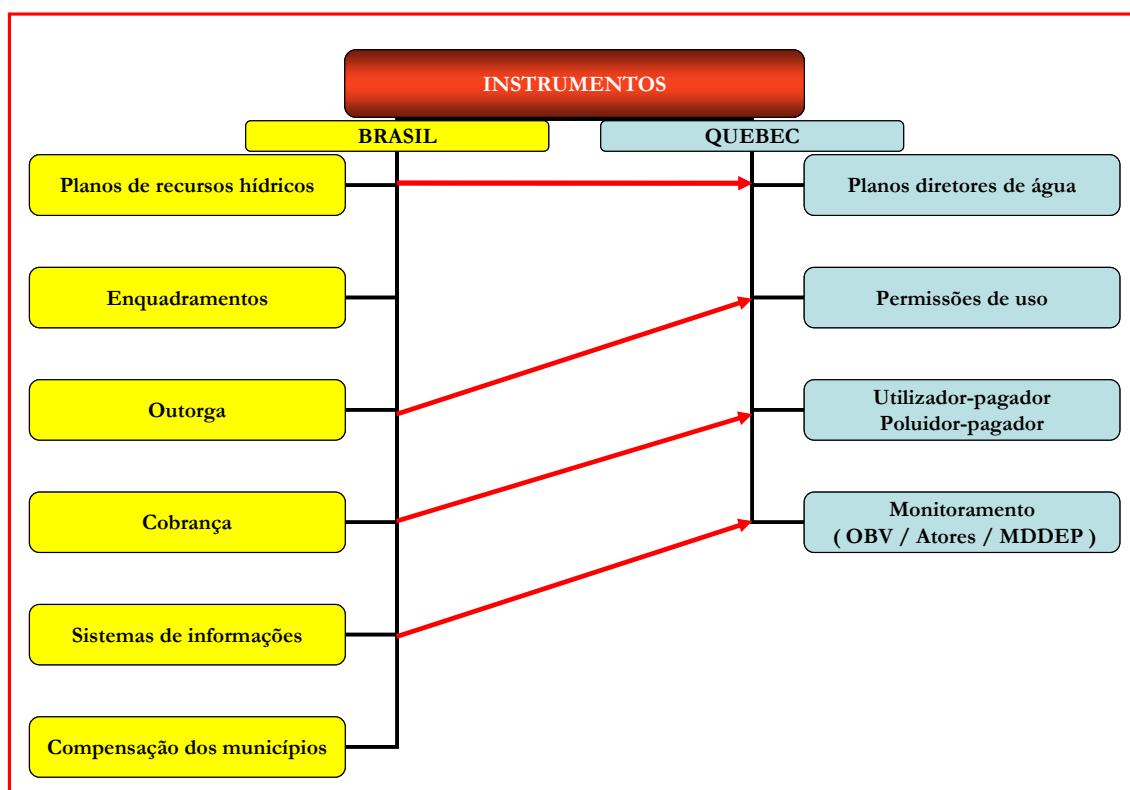 INSTRUMENTOS
BRASIL
QUEBEC
Planos de recursos hídricos
Planos diretores de água
Enquadramentos
Permissões de uso
Outorga
Utilizador-pagador
Poluidor-pagador
Cobrança
Monitoramento
( OBV / Atores / MDDEP )
Sistemas de informações
Compensação dos municípios